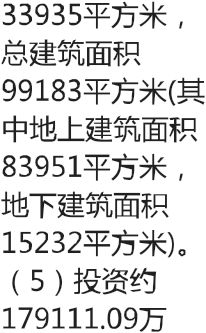 33935平方米，
总建筑面积
99183平方米(其
中地上建筑面积
83951平方米，
地下建筑面积
15232平方米)。
（5）投资约
179111.09万